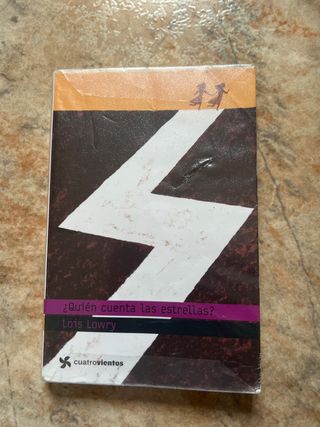 ¿Quién cuenta las estrellas?
Lois Lowry
cuatrovientos